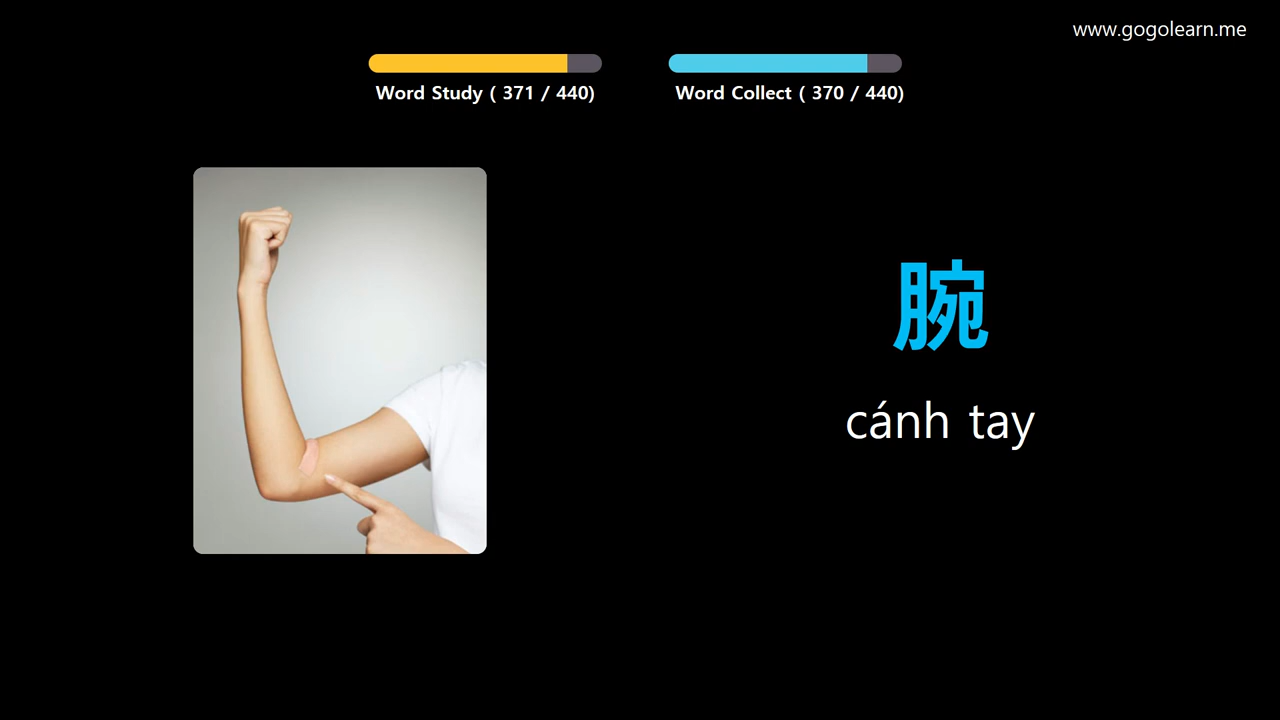 www.gogolearn.me
Word Study ( 371 / 440)
Word Collect ( 370 / 440)
腕
cánh tay